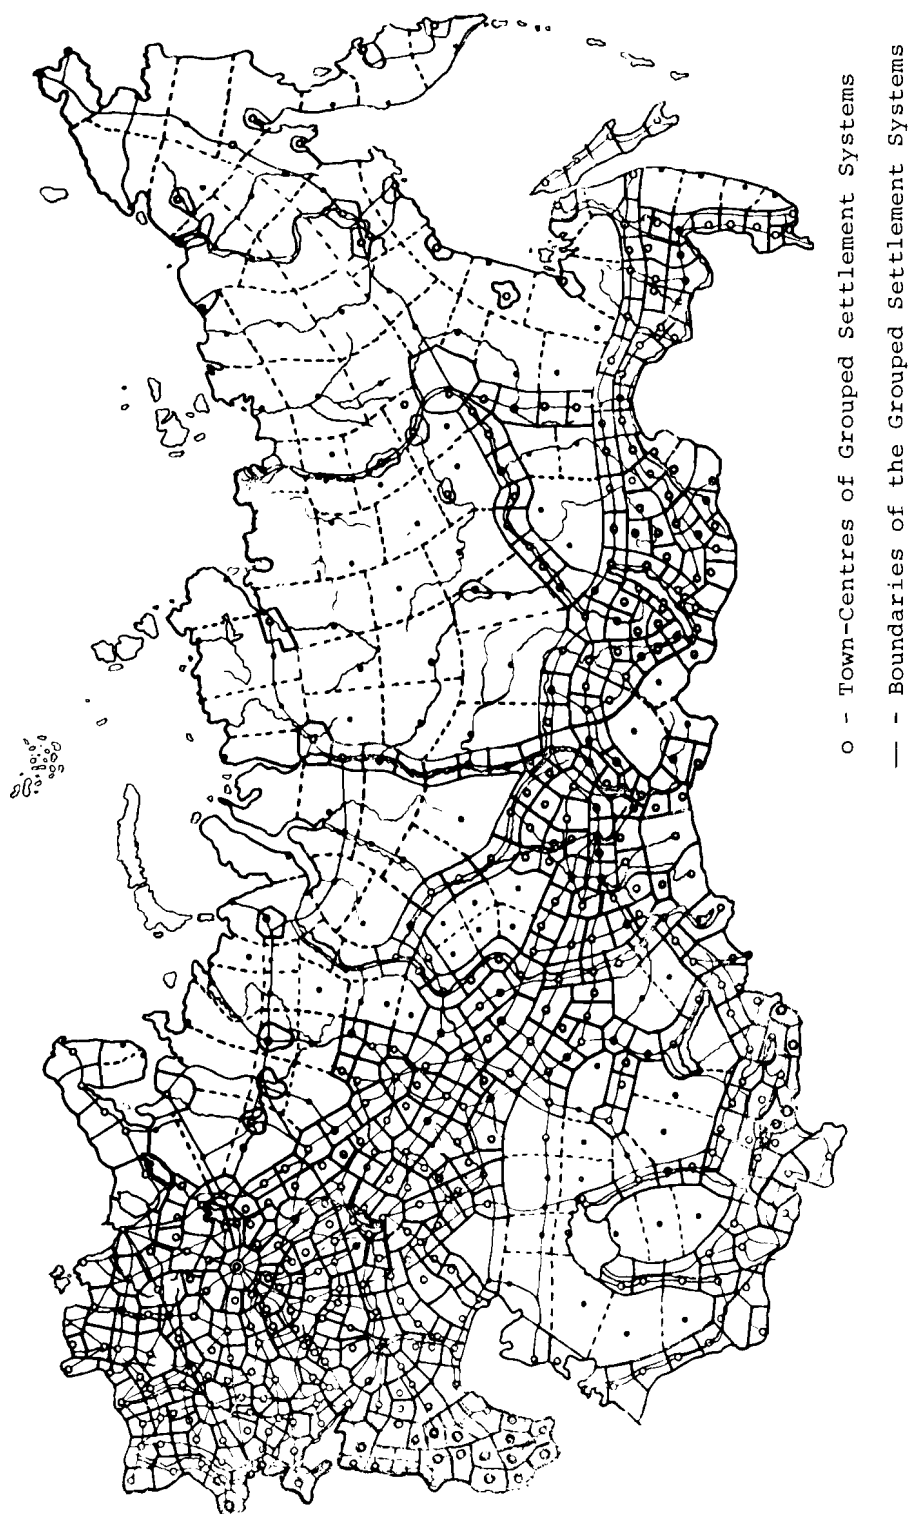 o - Town-Centres of Grouped Settlement Systems
— - Boundaries of the Grouped Settlement Systems